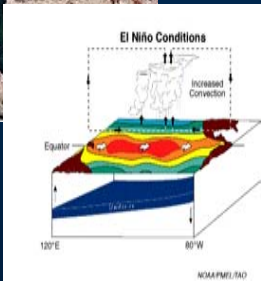 El Niño Conditions
Increased
Convection
Equator
120°E
80°W
NOAA/PMEL/TAO